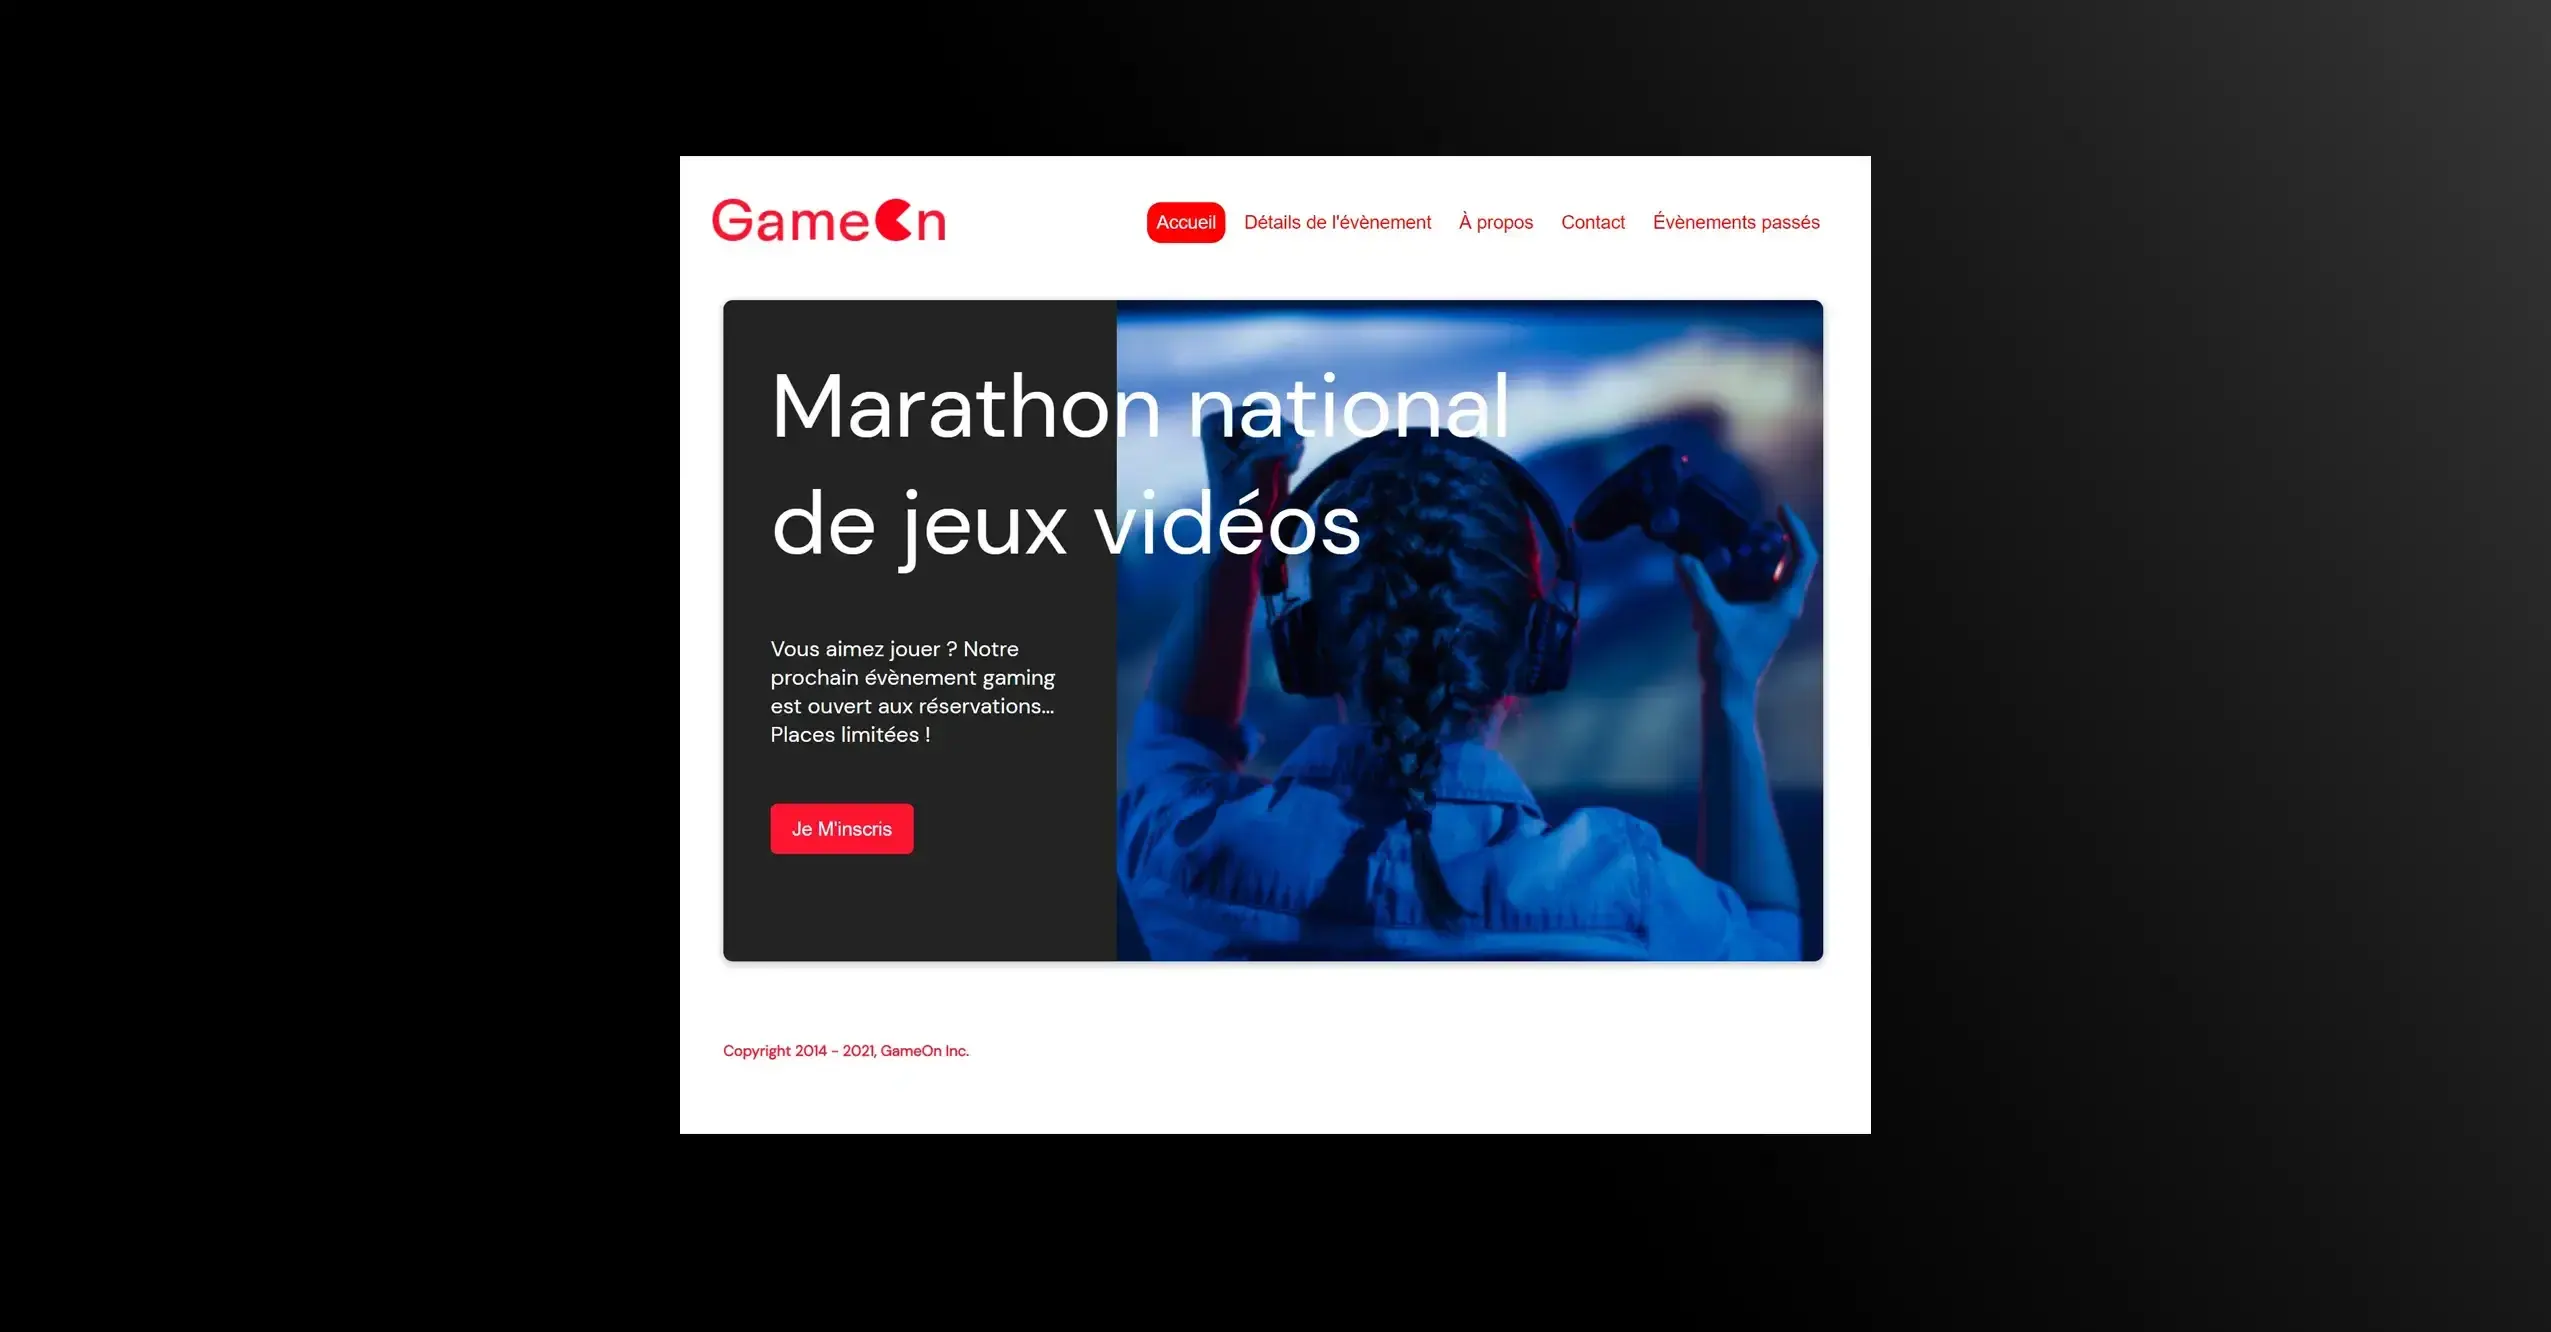 GameOn
Accueil Détails de l'évènement À propos Contact Évènements passés
Marathon national
de jeux vidéos
Vous aimez jouer ? Notre
prochain évènement gaming
est ouvert aux réservations...
Places limitées !
Je M'inscris
Copyright 2014 - 2021, GameOn Inc.